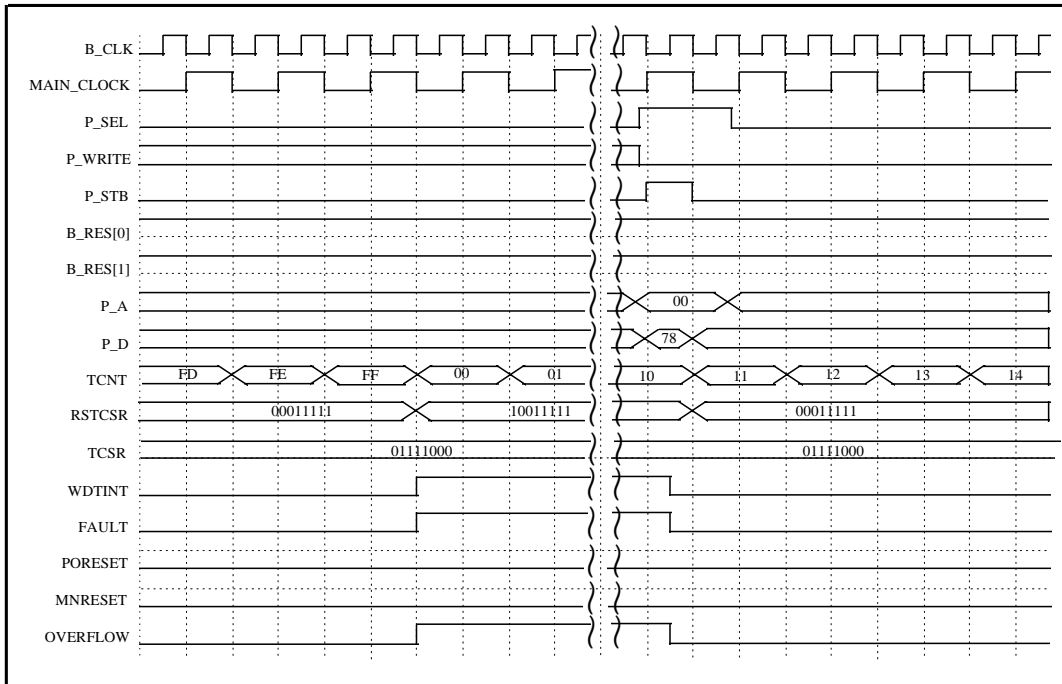 B_CLK
MAIN_CLOCK
P_SEL
P_WRITE
P_STB
B_RES[0]
B_RES[1]
P_A 00
P_D 78
TCNT FD FE FF 00 01 10 11 12 13 14
RSTCSR 00011111 10011111 00011111
TCSR 01111000 01111000
WDTINT
FAULT
PORESET
MNRESET
OVERFLOW